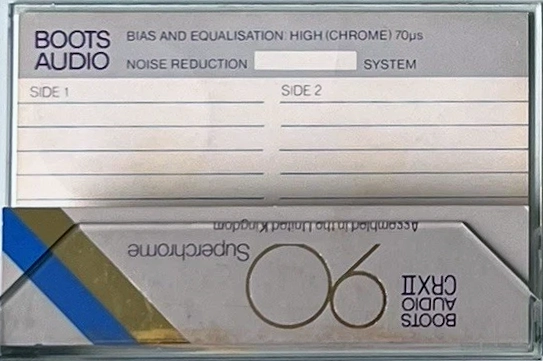 BOOTS
AUDIO
BIAS AND EQUALISATION: HIGH (CHROME) 70µs
NOISE REDUCTION SYSTEM
SIDE 1
SIDE 2
BOOTS
AUDIO
CRXII
90
Superchrome
Assembled in the United Kingdom